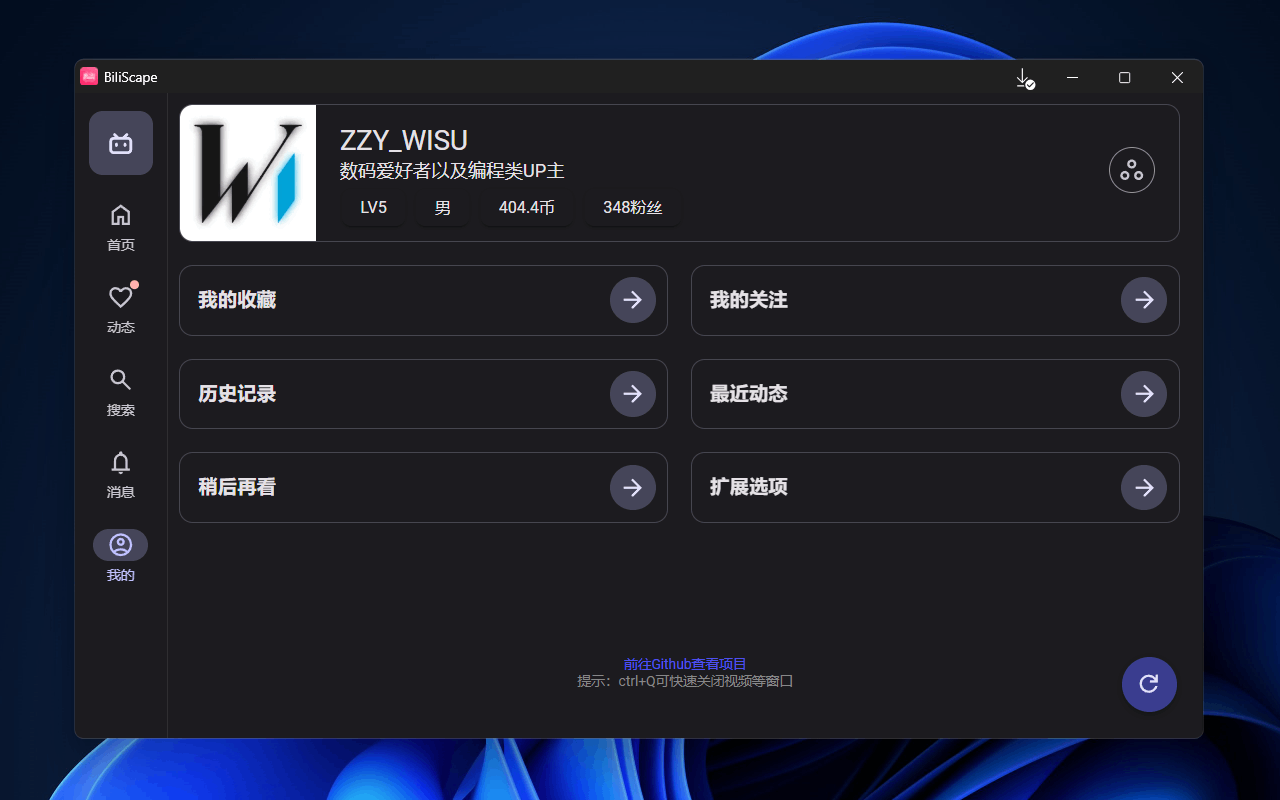 BiliScape
ZZY_WISU
数码爱好者以及编程类UP主
LV5 男 404.4币 348粉丝
首页
动态
搜索
消息
我的
我的收藏 我的关注
历史记录 最近动态
稍后再看 扩展选项
前往Github查看项目
提示：ctrl+Q可快速关闭视频等窗口